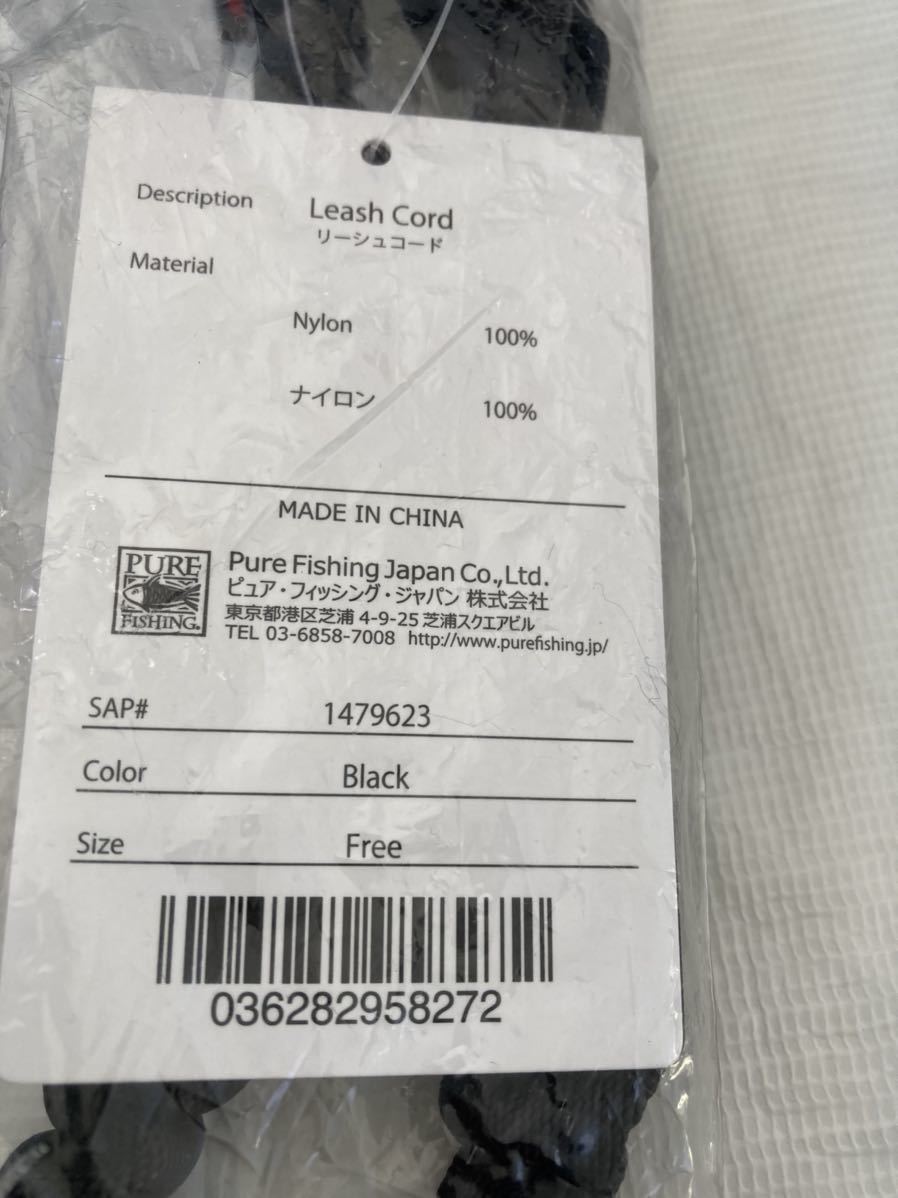 Description Leash Cord
リーシュコード
Material
Nylon 100%
ナイロン 100%
MADE IN CHINA
PURE
FISHING®
Pure Fishing Japan Co.,Ltd.
ピュア・フィッシング・ジャパン 株式会社
東京都港区芝浦 4-9-25 芝浦スクエアビル
TEL 03-6858-7008 http://www.purefishing.jp/
SAP# 1479623
Color Black
Size Free
036282958272